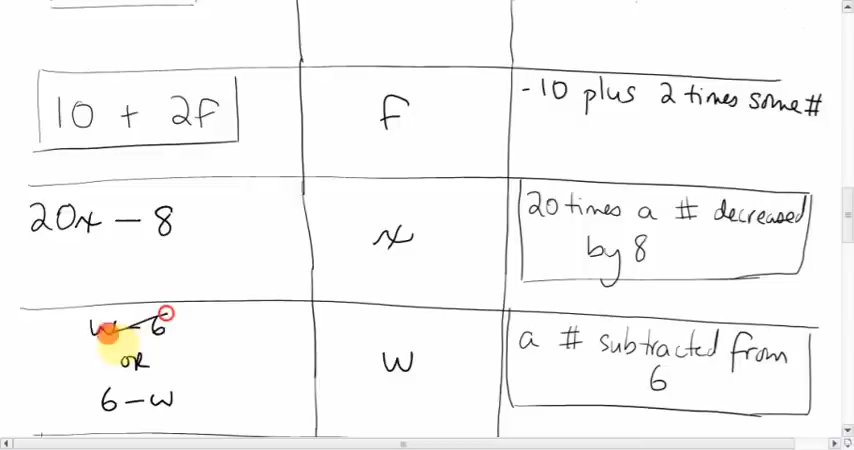 10 + 2f
f
-10 plus 2 times some #
20x - 8
x
20 times a # decreased
by 8
w - 6
OR
6 - w
w
a # subtracted from
6